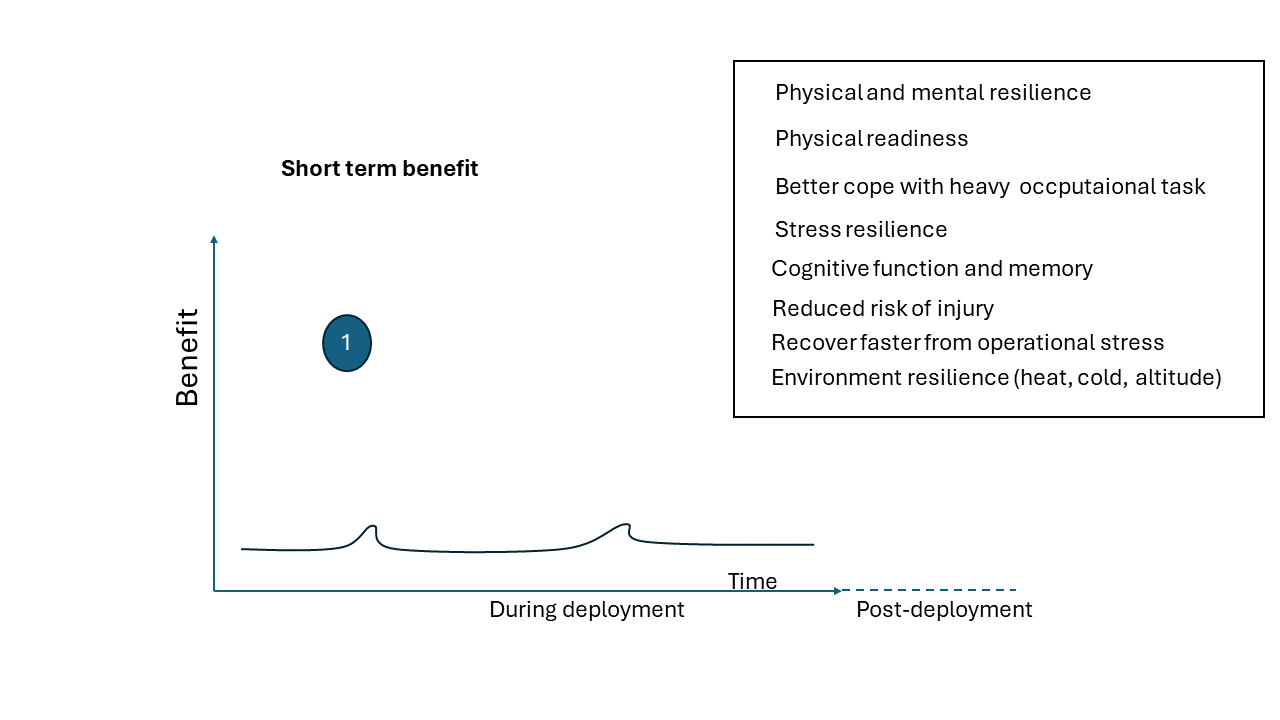 Short term benefit
Benefit
1
Time
During deployment
Post-deployment
Physical and mental resilience
Physical readiness
Better cope with heavy occputaional task
Stress resilience
Cognitive function and memory
Reduced risk of injury
Recover faster from operational stress
Environment resilience (heat, cold, altitude)